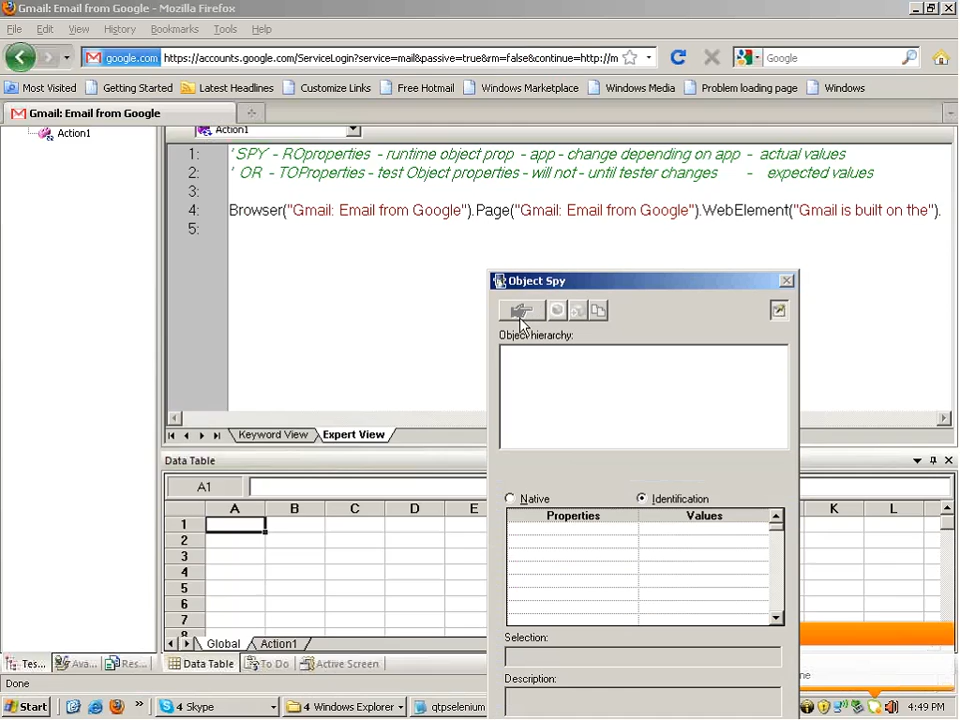 Gmail: Email from Google - Mozilla Firefox
File Edit View History Bookmarks Tools Help
google.com https://accounts.google.com/ServiceLogin?service=mail&passive=true&rm=false&continue=http://m
Google
Most Visited Getting Started Latest Headlines Customize Links Free Hotmail Windows Marketplace Windows Media Problem loading page Windows
Gmail: Email from Google
Action1
Action1
1: 'SPY - ROproperties - runtime object prop - app - change depending on app - actual values
2: ' OR - TOProperties - test Object properties - will not - until tester changes - expected values
3:
4: Browser("Gmail: Email from Google").Page("Gmail: Email from Google").WebElement("Gmail is built on the").
5:
Object Spy
Object hierarchy:
Keyword View Expert View
Data Table
A1
Native Identification
Properties Values
A B C D E K L
1
2
3
4
5
6
7
8
Selection:
Global Action1
Tes... Ava... Res... Data Table To Do Active Screen
Description:
Done
Start 4 Skype 4 Windows Explorer qtpselenium 4:49 PM